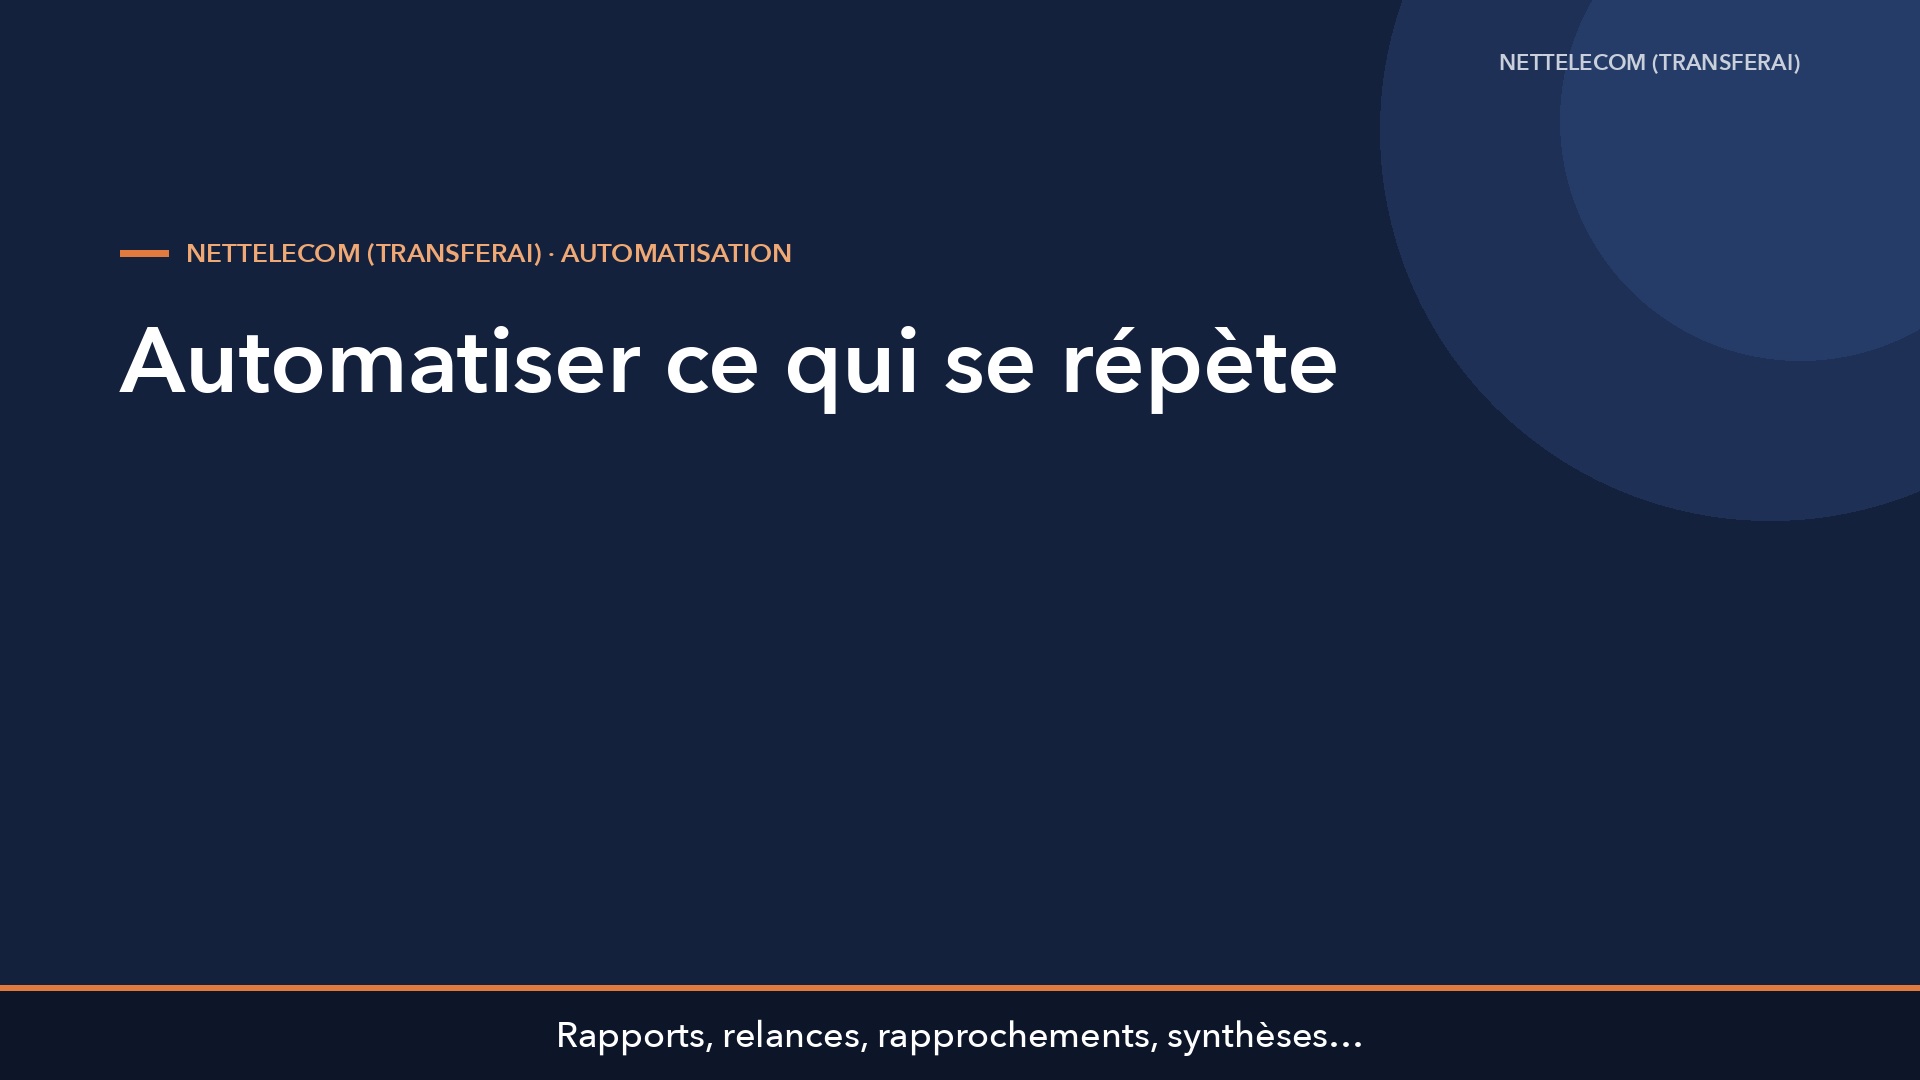 NETTELECOM (TRANSFERAI)
NETTELECOM (TRANSFERAI) · AUTOMATISATION
Automatiser ce qui se répète
Rapports, relances, rapprochements, synthèses…